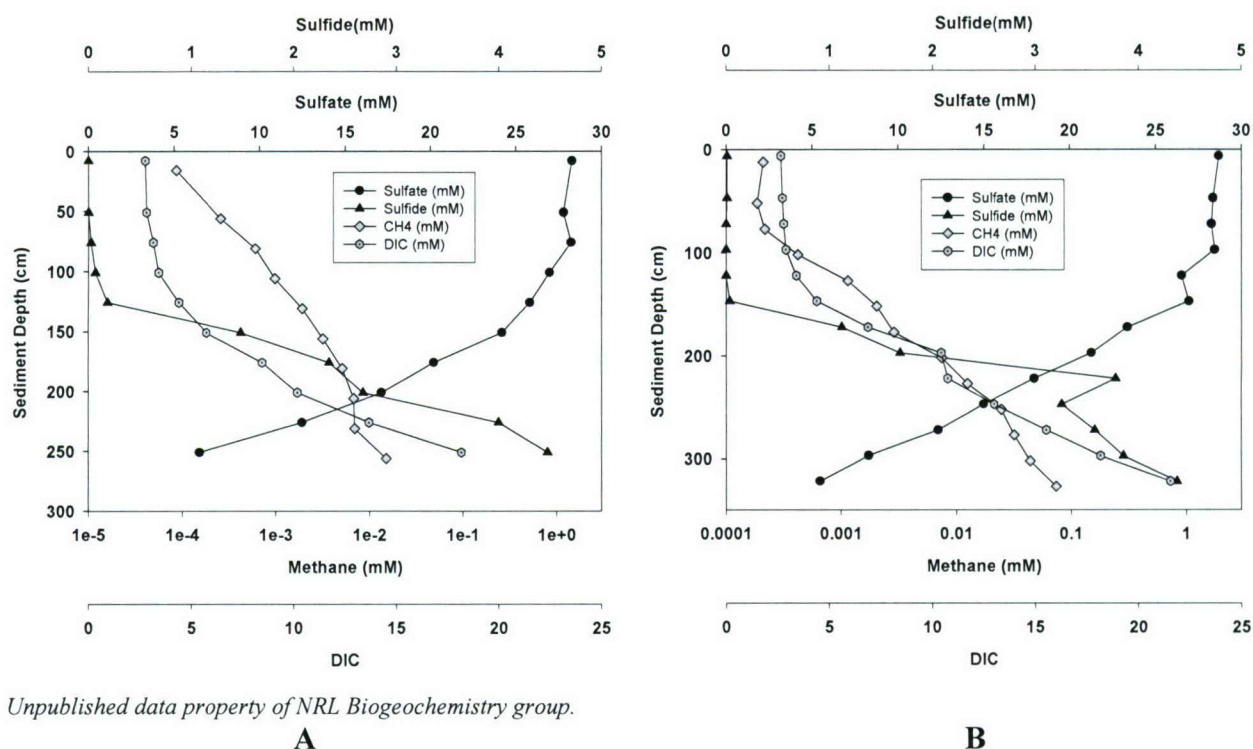 Sulfide(mM)
0 1 2 3 4 5
Sulfate (mM)
0 5 10 15 20 25 30
Sediment Depth (cm)
0
50
100
150
200
250
300
Sulfate (mM)
Sulfide (mM)
CH4 (mM)
DIC (mM)
1e-5 1e-4 1e-3 1e-2 1e-1 1e+0
Methane (mM)
0 5 10 15 20 25
DIC
Unpublished data property of NRL Biogeochemistry group.
A
Sulfide(mM)
0 1 2 3 4 5
Sulfate (mM)
0 5 10 15 20 25 30
Sediment Depth (cm)
0
100
200
300
Sulfate (mM)
Sulfide (mM)
CH4 (mM)
DIC (mM)
0.0001 0.001 0.01 0.1 1
Methane (mM)
0 5 10 15 20 25
DIC
B